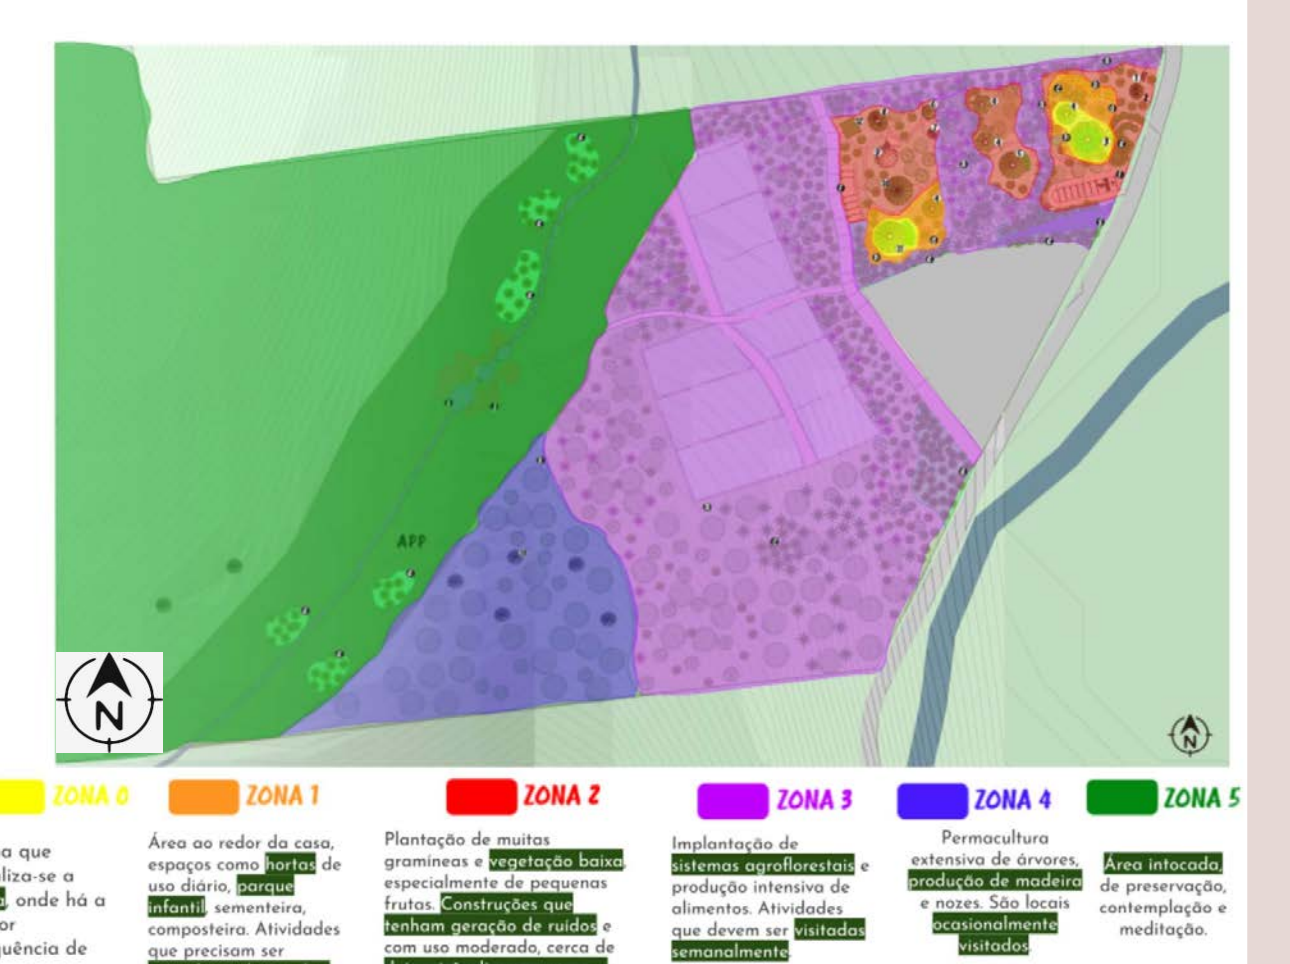 APP
N
N
ZONA 0
a que
liza-se a
, onde há a
or
quência de
ZONA 1
Área ao redor da casa,
espaços como hortas de
uso diário, parque
infantil, sementeira,
composteira. Atividades
que precisam ser
ZONA 2
Plantação de muitas
gramíneas e vegetação baixa,
especialmente de pequenas
frutas. Construções que
tenham geração de ruídos e
com uso moderado, cerca de
ZONA 3
Implantação de
sistemas agroflorestais e
produção intensiva de
alimentos. Atividades
que devem ser visitadas
semanalmente.
ZONA 4
Permacultura
extensiva de árvores,
produção de madeira
e nozes. São locais
ocasionalmente
visitados.
ZONA 5
Área intocada,
de preservação,
contemplação e
meditação.